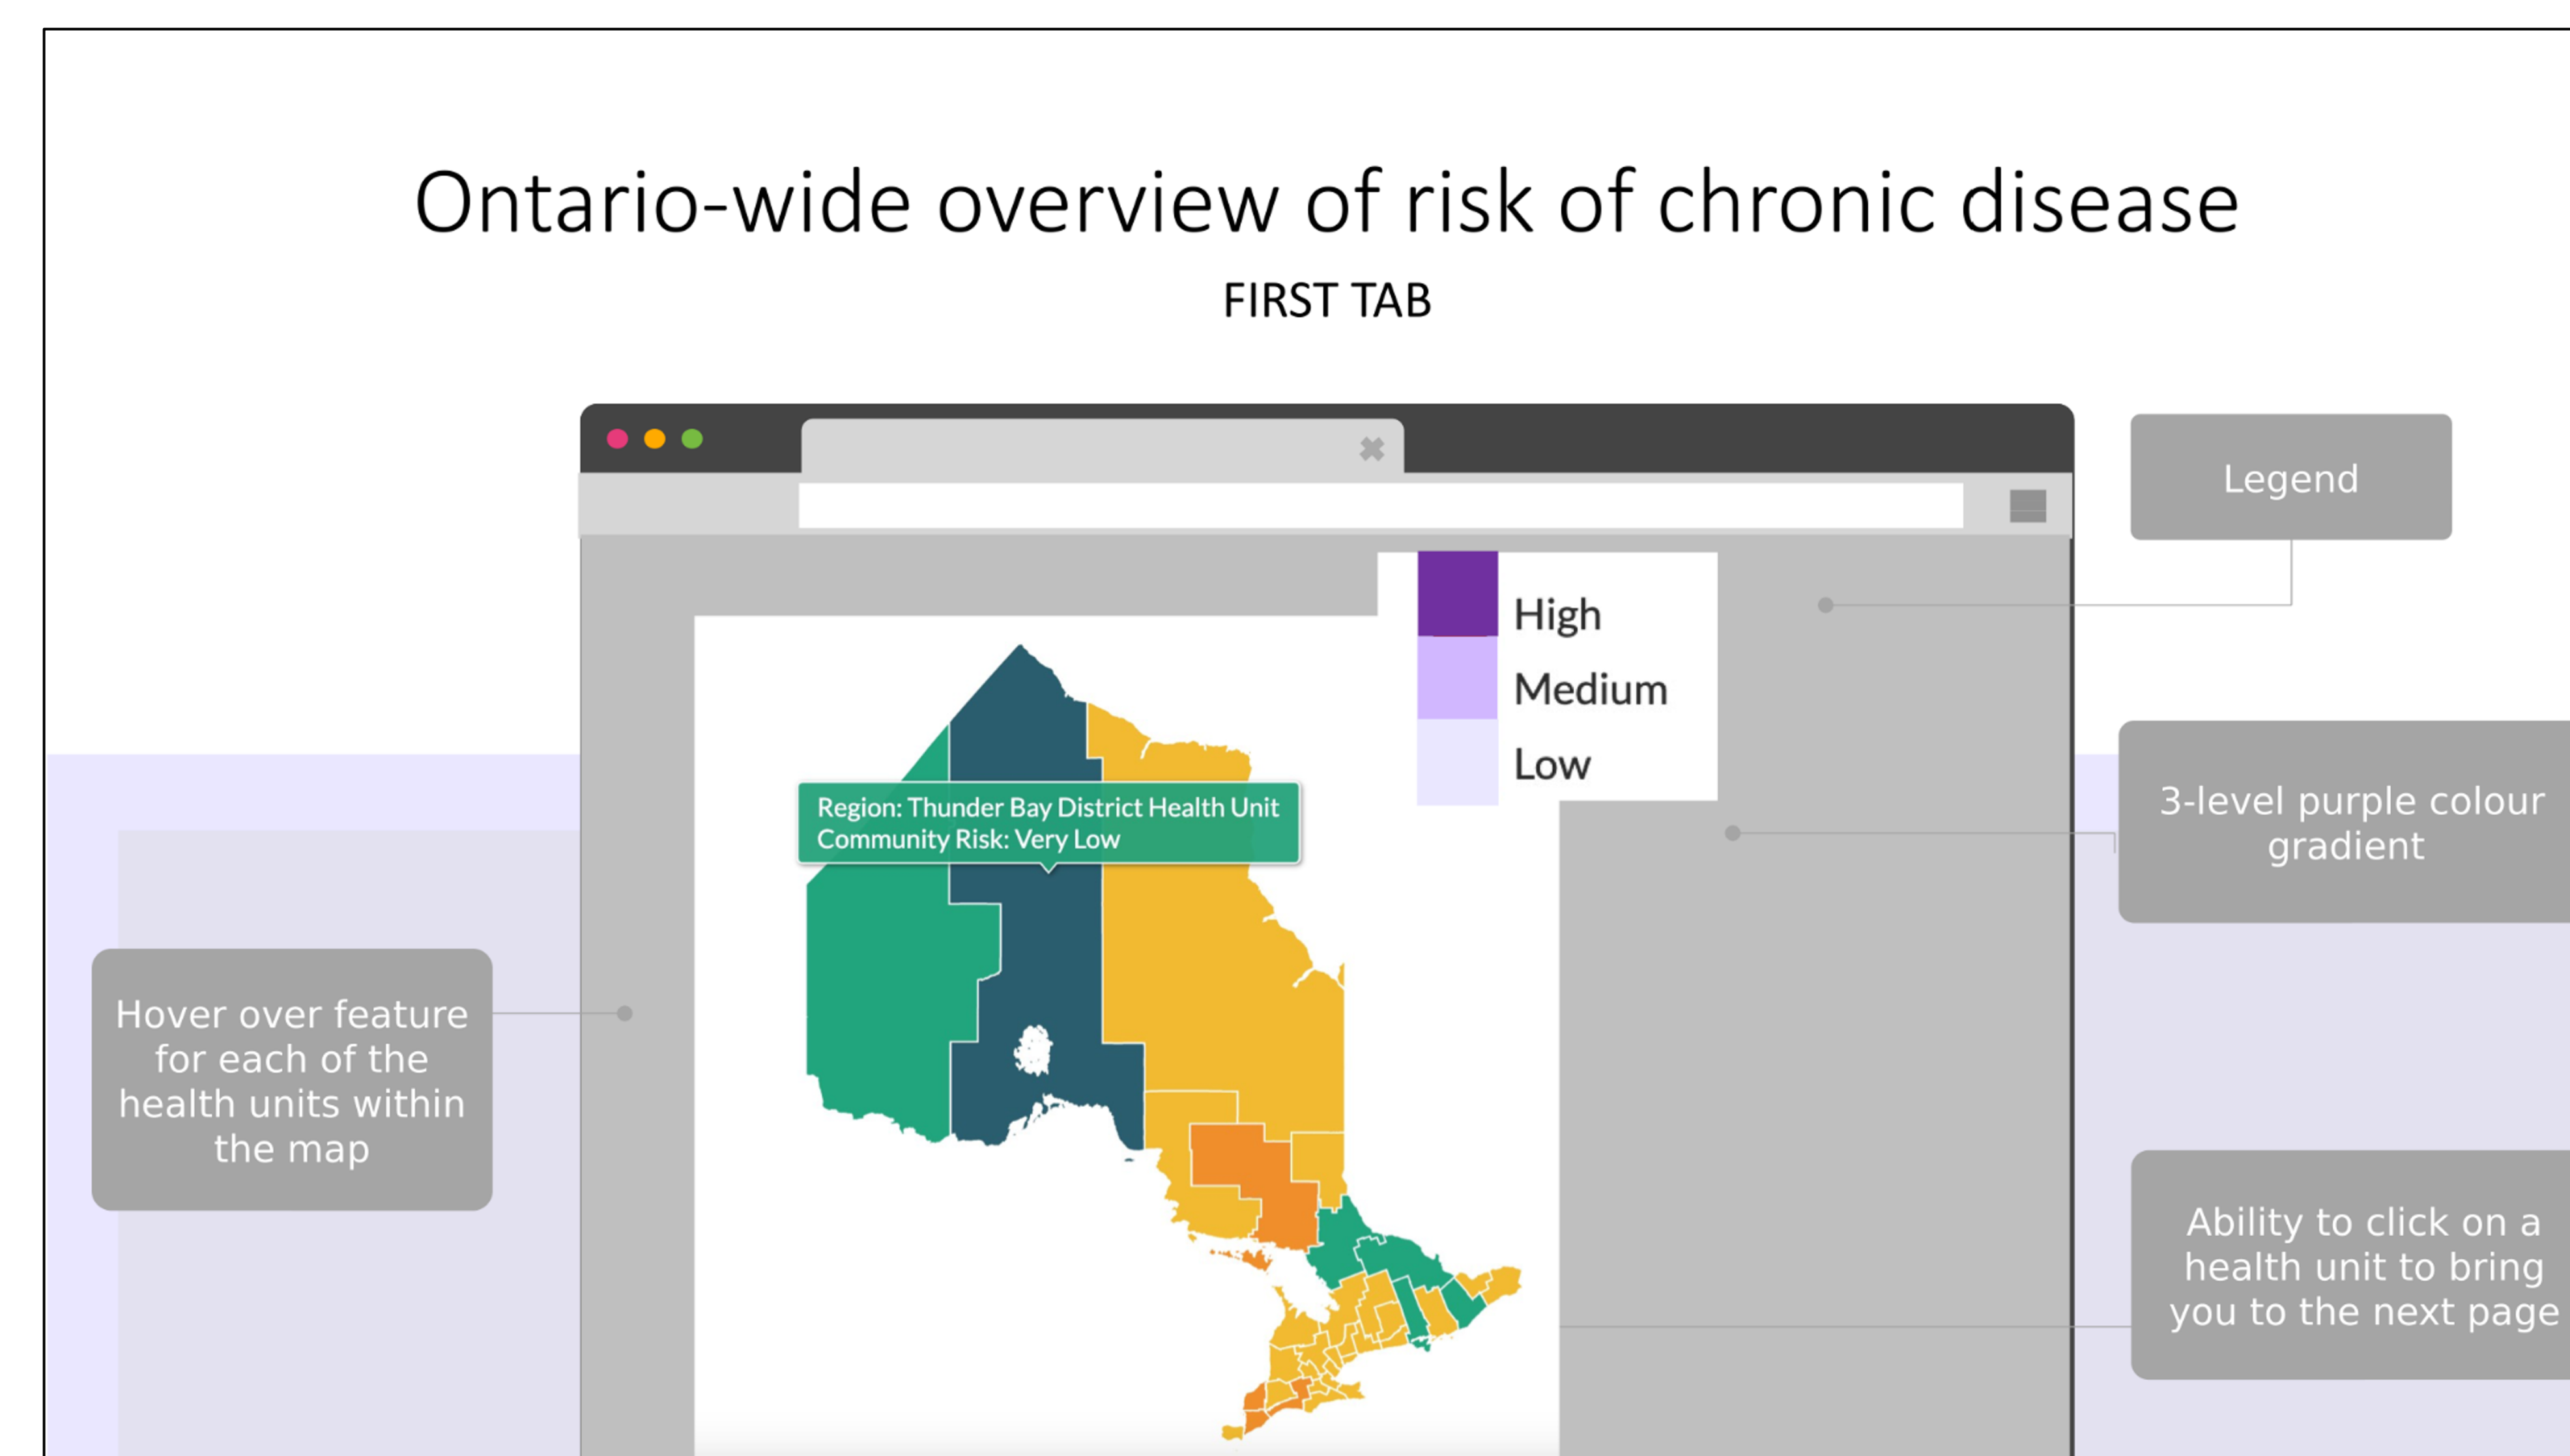 Ontario-wide overview of risk of chronic disease
FIRST TAB
Legend
High
Medium
Low
Region: Thunder Bay District Health Unit
Community Risk: Very Low
3-level purple colour
gradient
Hover over feature
for each of the
health units within
the map
Ability to click on a
health unit to bring
you to the next page